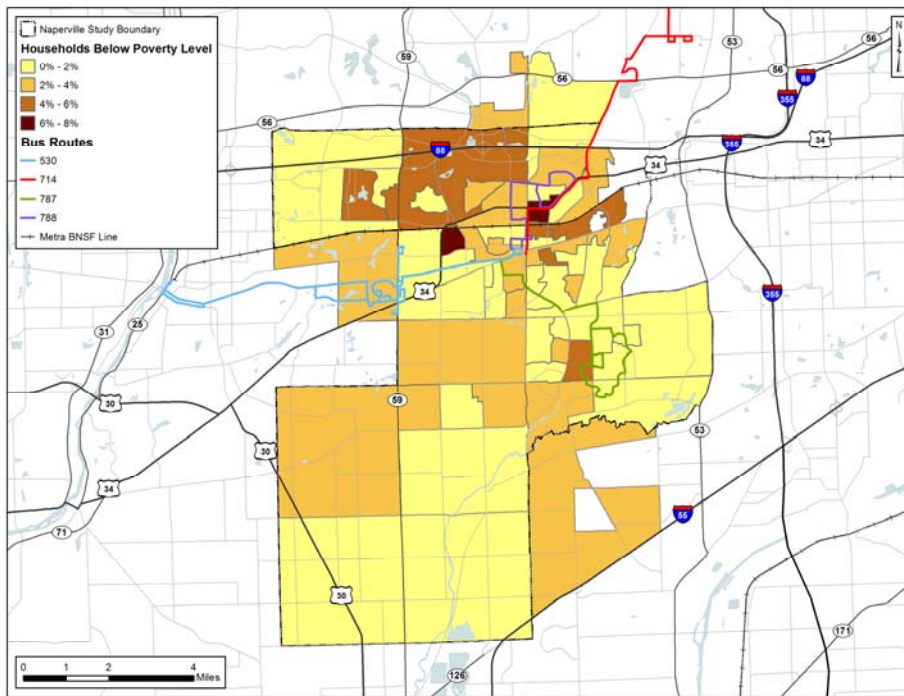 Naperville Study Boundary
Households Below Poverty Level
0% - 2%
2% - 4%
4% - 6%
6% - 8%
Bus Routes
530
714
787
788
Metra BNSF Line
N
59
53
56
56
56
88
355
56
88
355
34
34
34
31
25
355
30
59
53
30
34
55
71
30
126
171
0 1 2 4
Miles